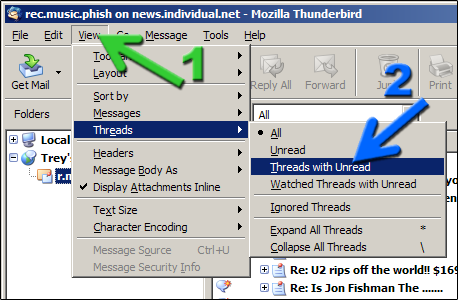 rec.music.phish on news.individual.net - Mozilla Thunderbird
File Edit View Go Message Tools Help
1
2
Get Mail
Reply All Forward Print
Folders
Local
Trey's
Toolbars
Layout
Sort by
Messages
Threads
Headers
Message Body As
Display Attachments Inline
Text Size
Character Encoding
Message Source Ctrl+U
Message Security Info
All
All
Unread
Threads with Unread
Watched Threads with Unread
Ignored Threads
Expand All Threads *
Collapse All Threads \
Re: U2 rips off the world!! $169
Re: Is Jon Fishman The .......